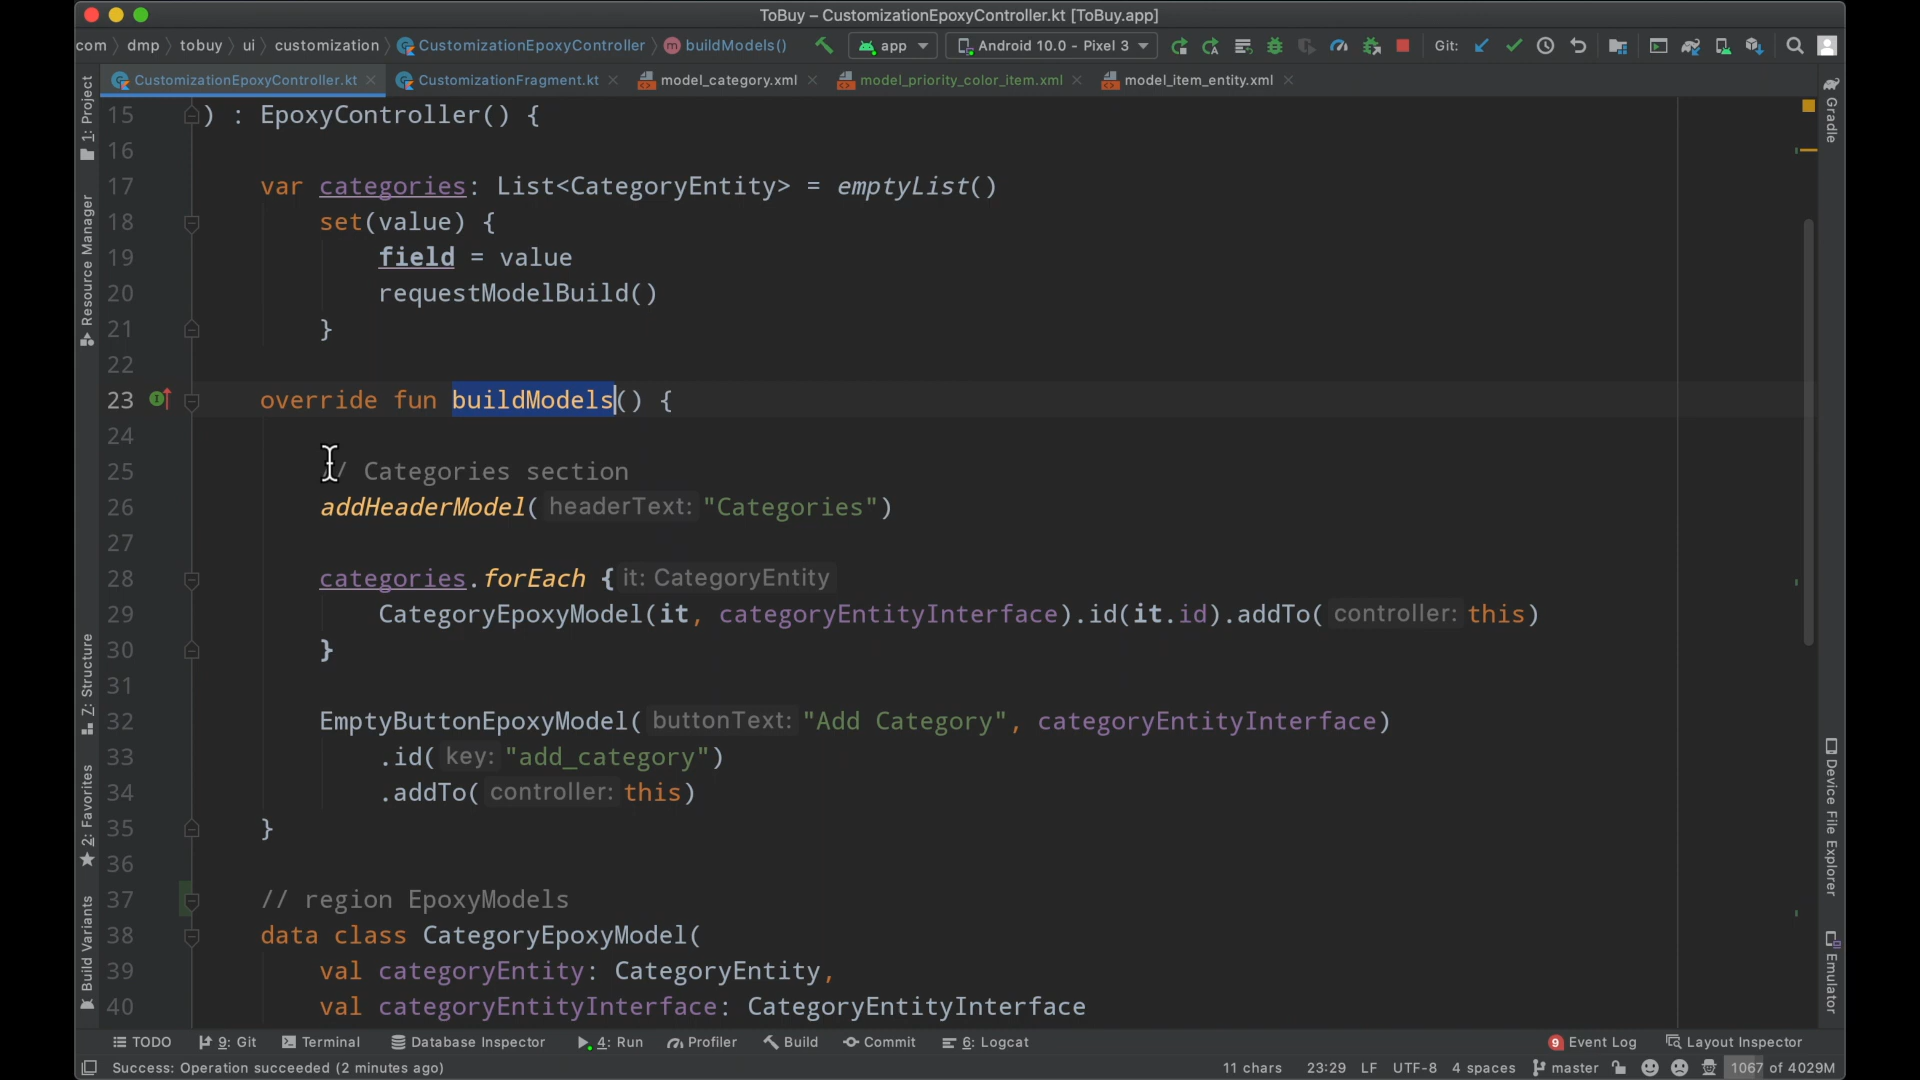 ToBuy – CustomizationEpoxyController.kt [ToBuy.app]
com dmp tobuy ui customization CustomizationEpoxyController buildModels() app Android 10.0 - Pixel 3 Git:
CustomizationEpoxyController.kt CustomizationFragment.kt model_category.xml model_priority_color_item.xml model_item_entity.xml
1: Project
Resource Manager
Z: Structure
2: Favorites
Build Variants
15 ) : EpoxyController() {
16
17 var categories: List<CategoryEntity> = emptyList()
18 set(value) {
19 field = value
20 requestModelBuild()
21 }
22
23 override fun buildModels() {
24
25 // Categories section
26 addHeaderModel( headerText: "Categories")
27
28 categories.forEach { it: CategoryEntity
29 CategoryEpoxyModel(it, categoryEntityInterface).id(it.id).addTo( controller: this)
30 }
31
32 EmptyButtonEpoxyModel( buttonText: "Add Category", categoryEntityInterface)
33 .id( key: "add_category")
34 .addTo( controller: this)
35 }
36
37 // region EpoxyModels
38 data class CategoryEpoxyModel(
39 val categoryEntity: CategoryEntity,
40 val categoryEntityInterface: CategoryEntityInterface
Gradle
Device File Explorer
Emulator
TODO 9: Git Terminal Database Inspector 4: Run Profiler Build Commit 6: Logcat 9 Event Log Layout Inspector
Success: Operation succeeded (2 minutes ago) 11 chars 23:29 LF UTF-8 4 spaces master 1067 of 4029M